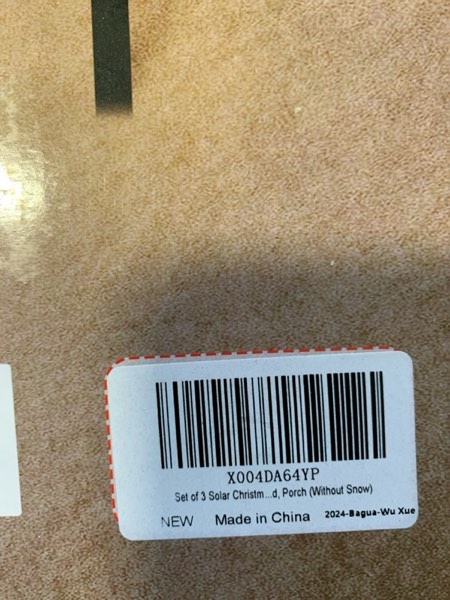 X004DA64YP
Set of 3 Solar Christm...d, Porch (Without Snow)
NEW Made in China 2024-Bagua-Wu Xue